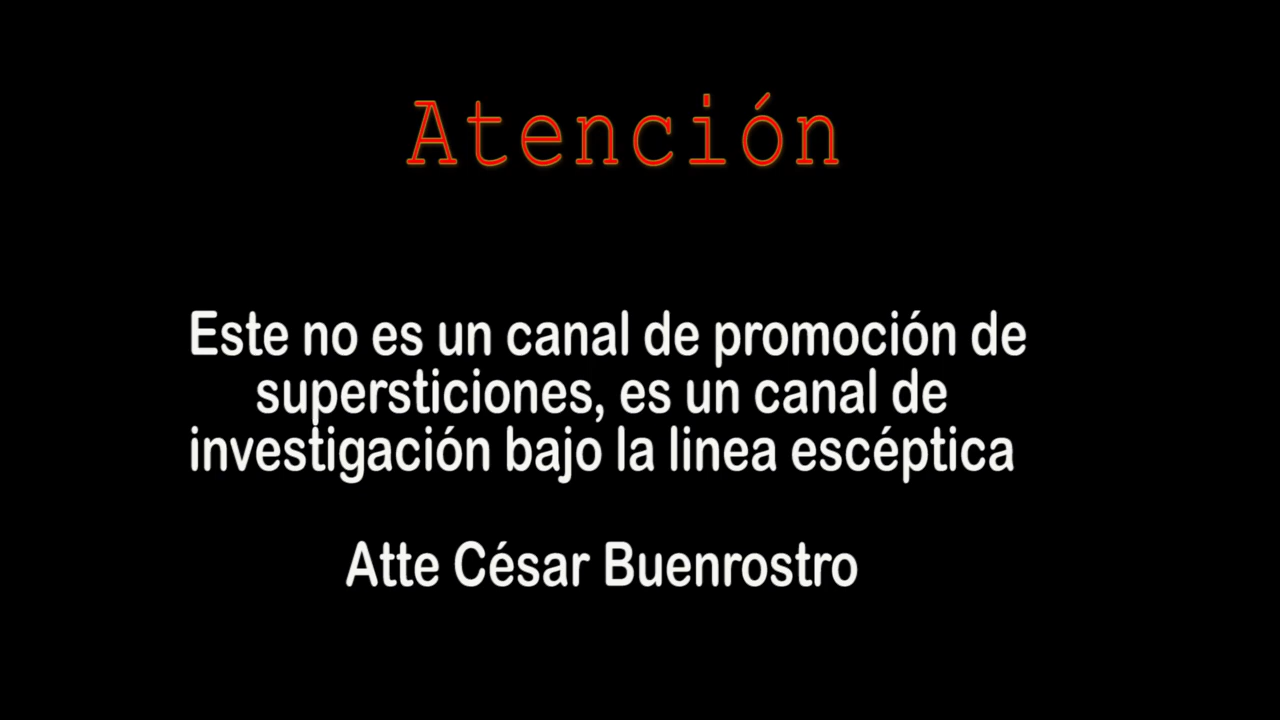 Atención
Este no es un canal de promoción de
supersticiones, es un canal de
investigación bajo la linea escéptica
Atte César Buenrostro